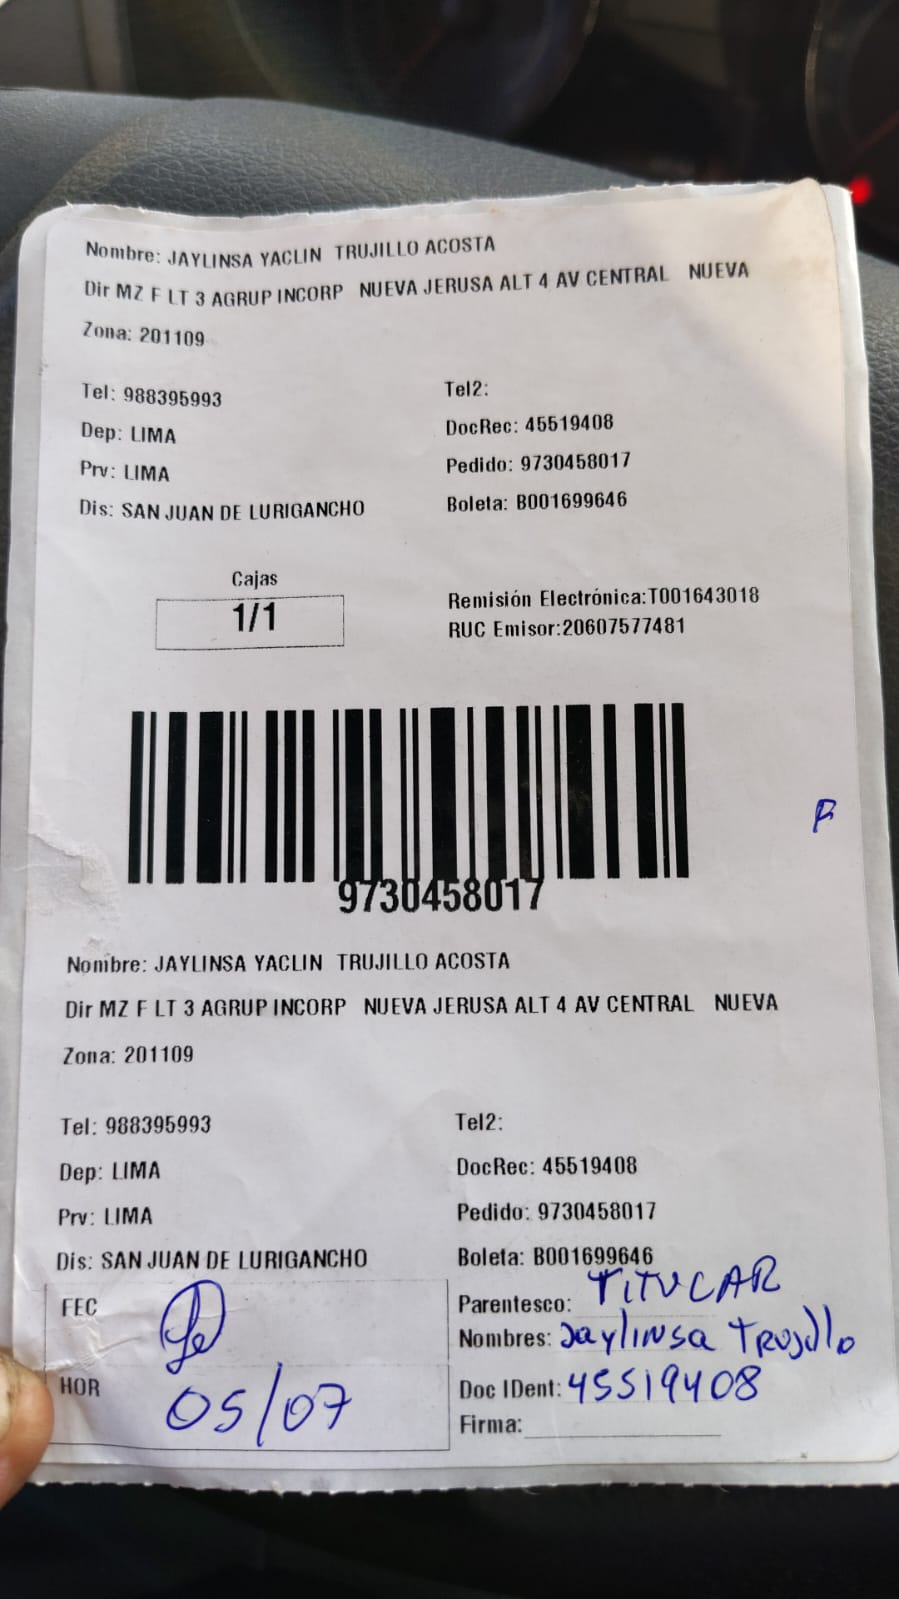 Nombre: JAYLINSA YACLIN TRUJILLO ACOSTA
Dir MZ F LT 3 AGRUP INCORP NUEVA JERUSA ALT 4 AV CENTRAL NUEVA
Zona: 201109
Tel: 988395993 Tel2:
Dep: LIMA DocRec: 45519408
Prv: LIMA Pedido: 9730458017
Dis: SAN JUAN DE LURIGANCHO Boleta: B001699646
Cajas
1/1
Remisión Electrónica:T001643018
RUC Emisor:20607577481
9730458017
Nombre: JAYLINSA YACLIN TRUJILLO ACOSTA
Dir MZ F LT 3 AGRUP INCORP NUEVA JERUSA ALT 4 AV CENTRAL NUEVA
Zona: 201109
Tel: 988395993 Tel2:
Dep: LIMA DocRec: 45519408
Prv: LIMA Pedido: 9730458017
Dis: SAN JUAN DE LURIGANCHO Boleta: B001699646
FEC
HOR 05/07
Parentesco: TITULAR
Nombres: Jaylinsa Trujillo
Doc IDent: 45519408
Firma: